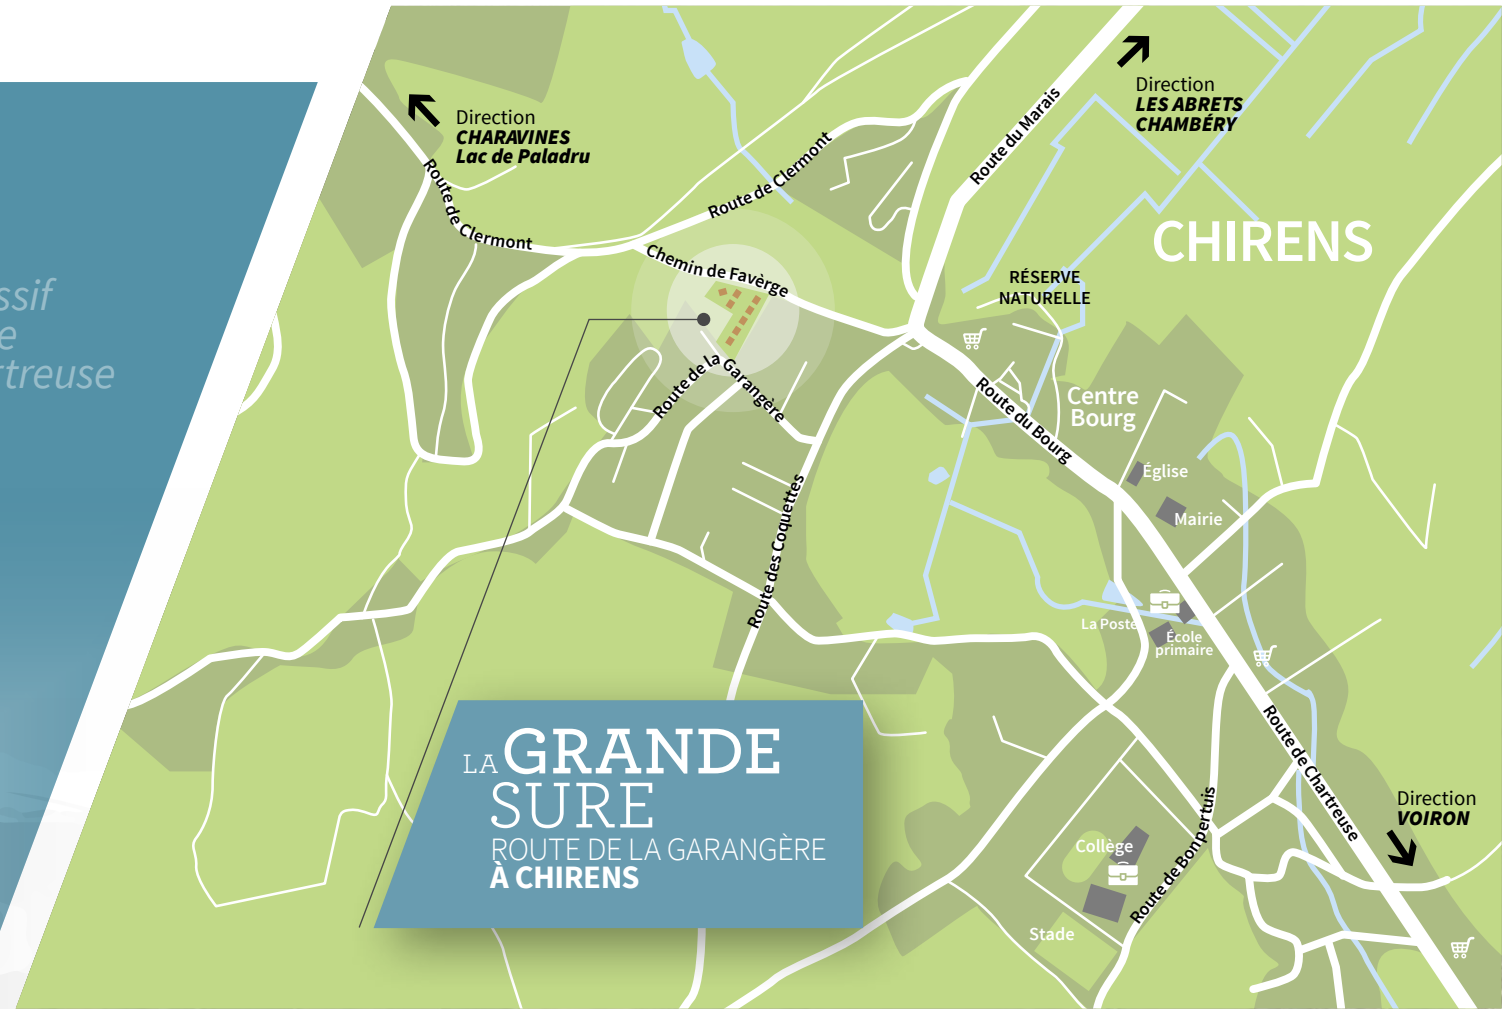 ssif
e
rtreuse
Direction
CHARAVINES
Lac de Paladru
Direction
LES ABRETS
CHAMBÉRY
Route du Marais
Route de Clermont
Route de Clermont
Chemin de Favèrge
CHIRENS
RÉSERVE
NATURELLE
Route de la Garangère
Centre
Bourg
Route du Bourg
Église
Mairie
Route des Coquettes
La Poste
École
primaire
Route de Chartreuse
Direction
VOIRON
Route de Bonpertuis
Collège
Stade
LA GRANDE
SURE
ROUTE DE LA GARANGÈRE
À CHIRENS